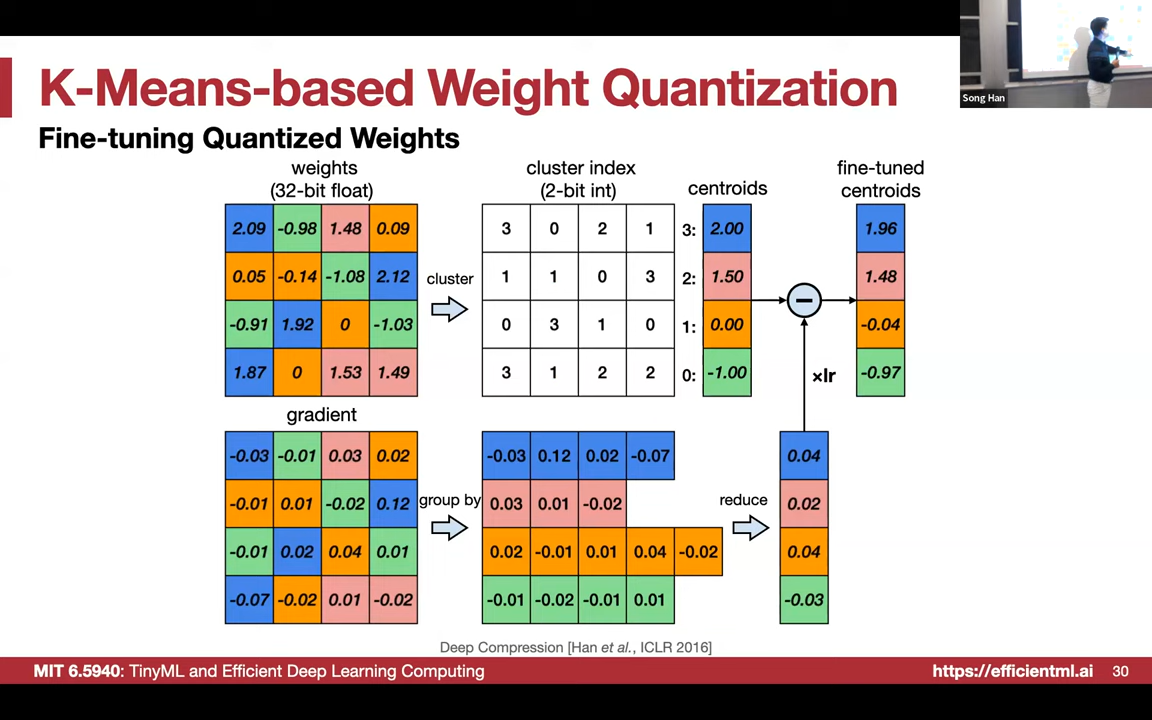 K-Means-based Weight Quantization
Song Han
Fine-tuning Quantized Weights
weights
(32-bit float)
2.09 -0.98 1.48 0.09
0.05 -0.14 -1.08 2.12
-0.91 1.92 0 -1.03
1.87 0 1.53 1.49
cluster
cluster index
(2-bit int)
3 0 2 1
1 1 0 3
0 3 1 0
3 1 2 2
centroids
3: 2.00
2: 1.50
1: 0.00
0: -1.00
fine-tuned
centroids
1.96
1.48
-0.04
-0.97
×lr
gradient
-0.03 -0.01 0.03 0.02
-0.01 0.01 -0.02 0.12
-0.01 0.02 0.04 0.01
-0.07 -0.02 0.01 -0.02
group by
-0.03 0.12 0.02 -0.07
0.03 0.01 -0.02
0.02 -0.01 0.01 0.04 -0.02
-0.01 -0.02 -0.01 0.01
reduce
0.04
0.02
0.04
-0.03
Deep Compression [Han et al., ICLR 2016]
MIT 6.5940: TinyML and Efficient Deep Learning Computing
https://efficientml.ai
30